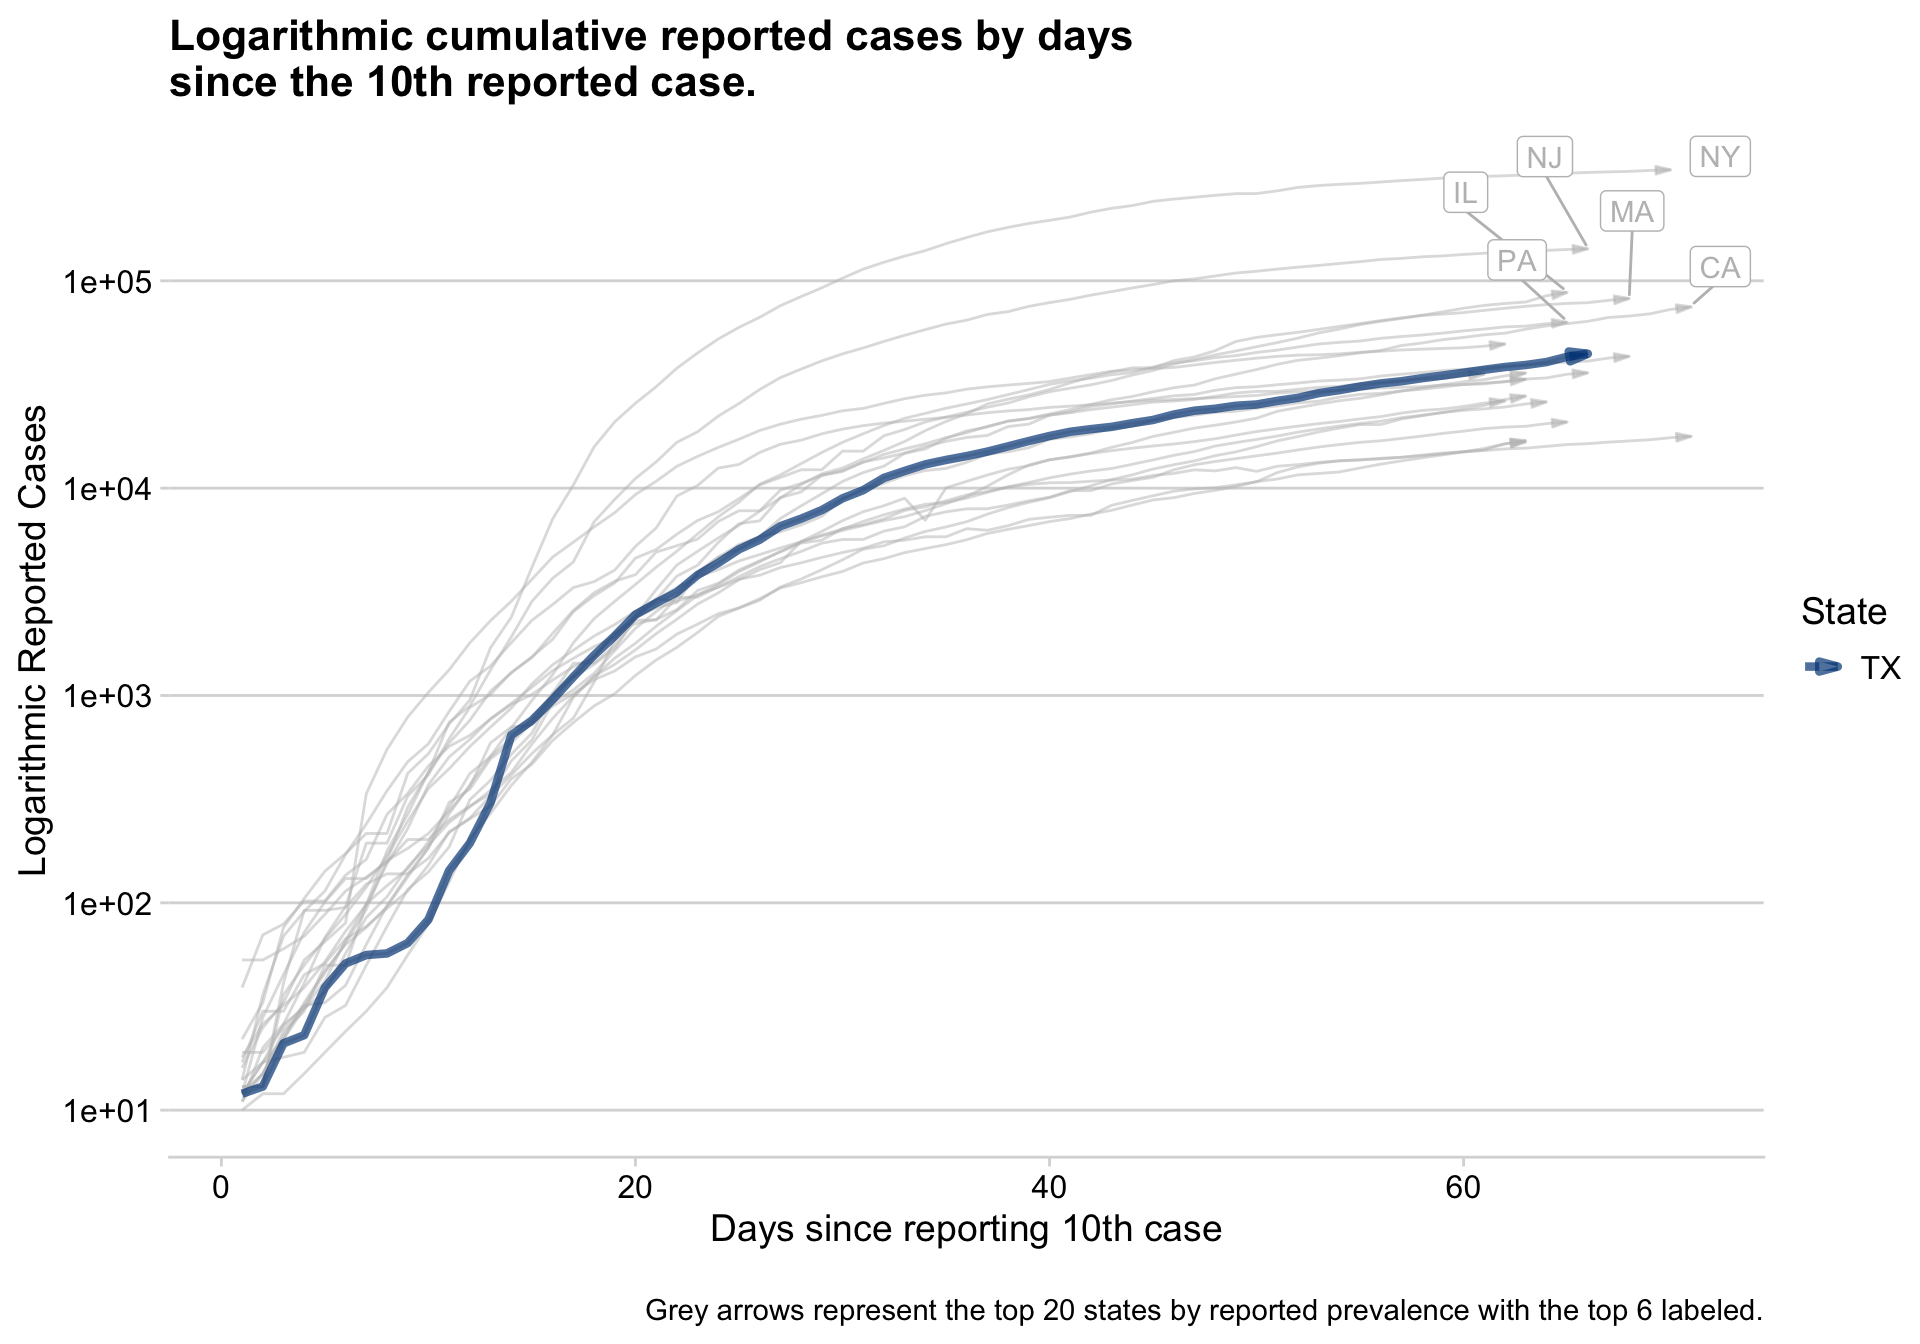 Logarithmic cumulative reported cases by days
since the 10th reported case.
NJ
NY
IL
MA
PA
CA
1e+05
1e+04
1e+03
1e+02
1e+01
Logarithmic Reported Cases
State
TX
0
20
40
60
Days since reporting 10th case
Grey arrows represent the top 20 states by reported prevalence with the top 6 labeled.